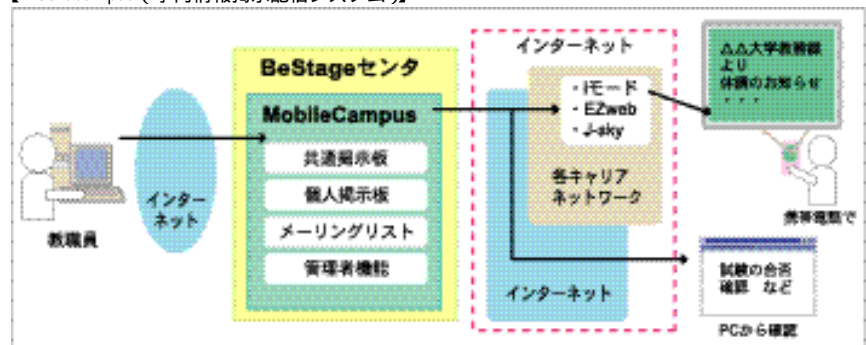 BeStageセンタ
MobileCampus
共通掲示板
個人掲示板
メーリングリスト
管理者機能
教職員
インター
ネット
インターネット
・iモード
・EZweb
・J-sky
各キャリア
ネットワーク
インターネット
△△大学教務課
より
休講のお知らせ
・・・
携帯電話で
試験の合否
確認 など
PCから確認